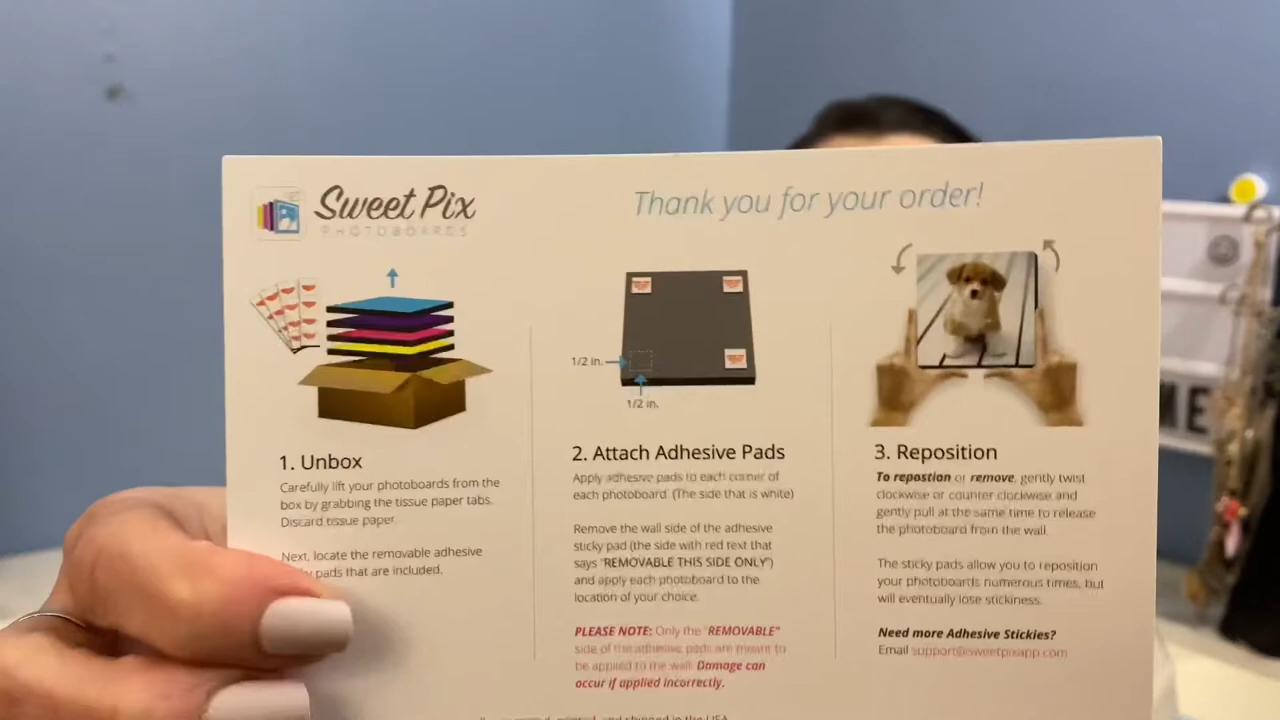 Sweet Pix
PHOTOBOARDS
Thank you for your order!
1/2 in.
1/2 in.
1. Unbox
Carefully lift your photoboards from the
box by grabbing the tissue paper tabs.
Discard tissue paper.
Next, locate the removable adhesive
pads that are included.
2. Attach Adhesive Pads
Apply adhesive pads to each corner of
each photoboard. (The side that is white)
Remove the wall side of the adhesive
sticky pad (the side with red text that
says "REMOVABLE THIS SIDE ONLY")
and apply each photoboard to the
location of your choice.
PLEASE NOTE: Only the "REMOVABLE"
side of the adhesive pads are meant to
be applied to the wall. Damage can
occur if applied incorrectly.
3. Reposition
To repostion or remove, gently twist
clockwise or counter clockwise and
gently pull at the same time to release
the photoboard from the wall.
The sticky pads allow you to reposition
your photoboards numerous times, but
will eventually lose stickiness.
Need more Adhesive Stickies?
Email support@sweetpixapp.com
printed, and shipped in the USA
ME